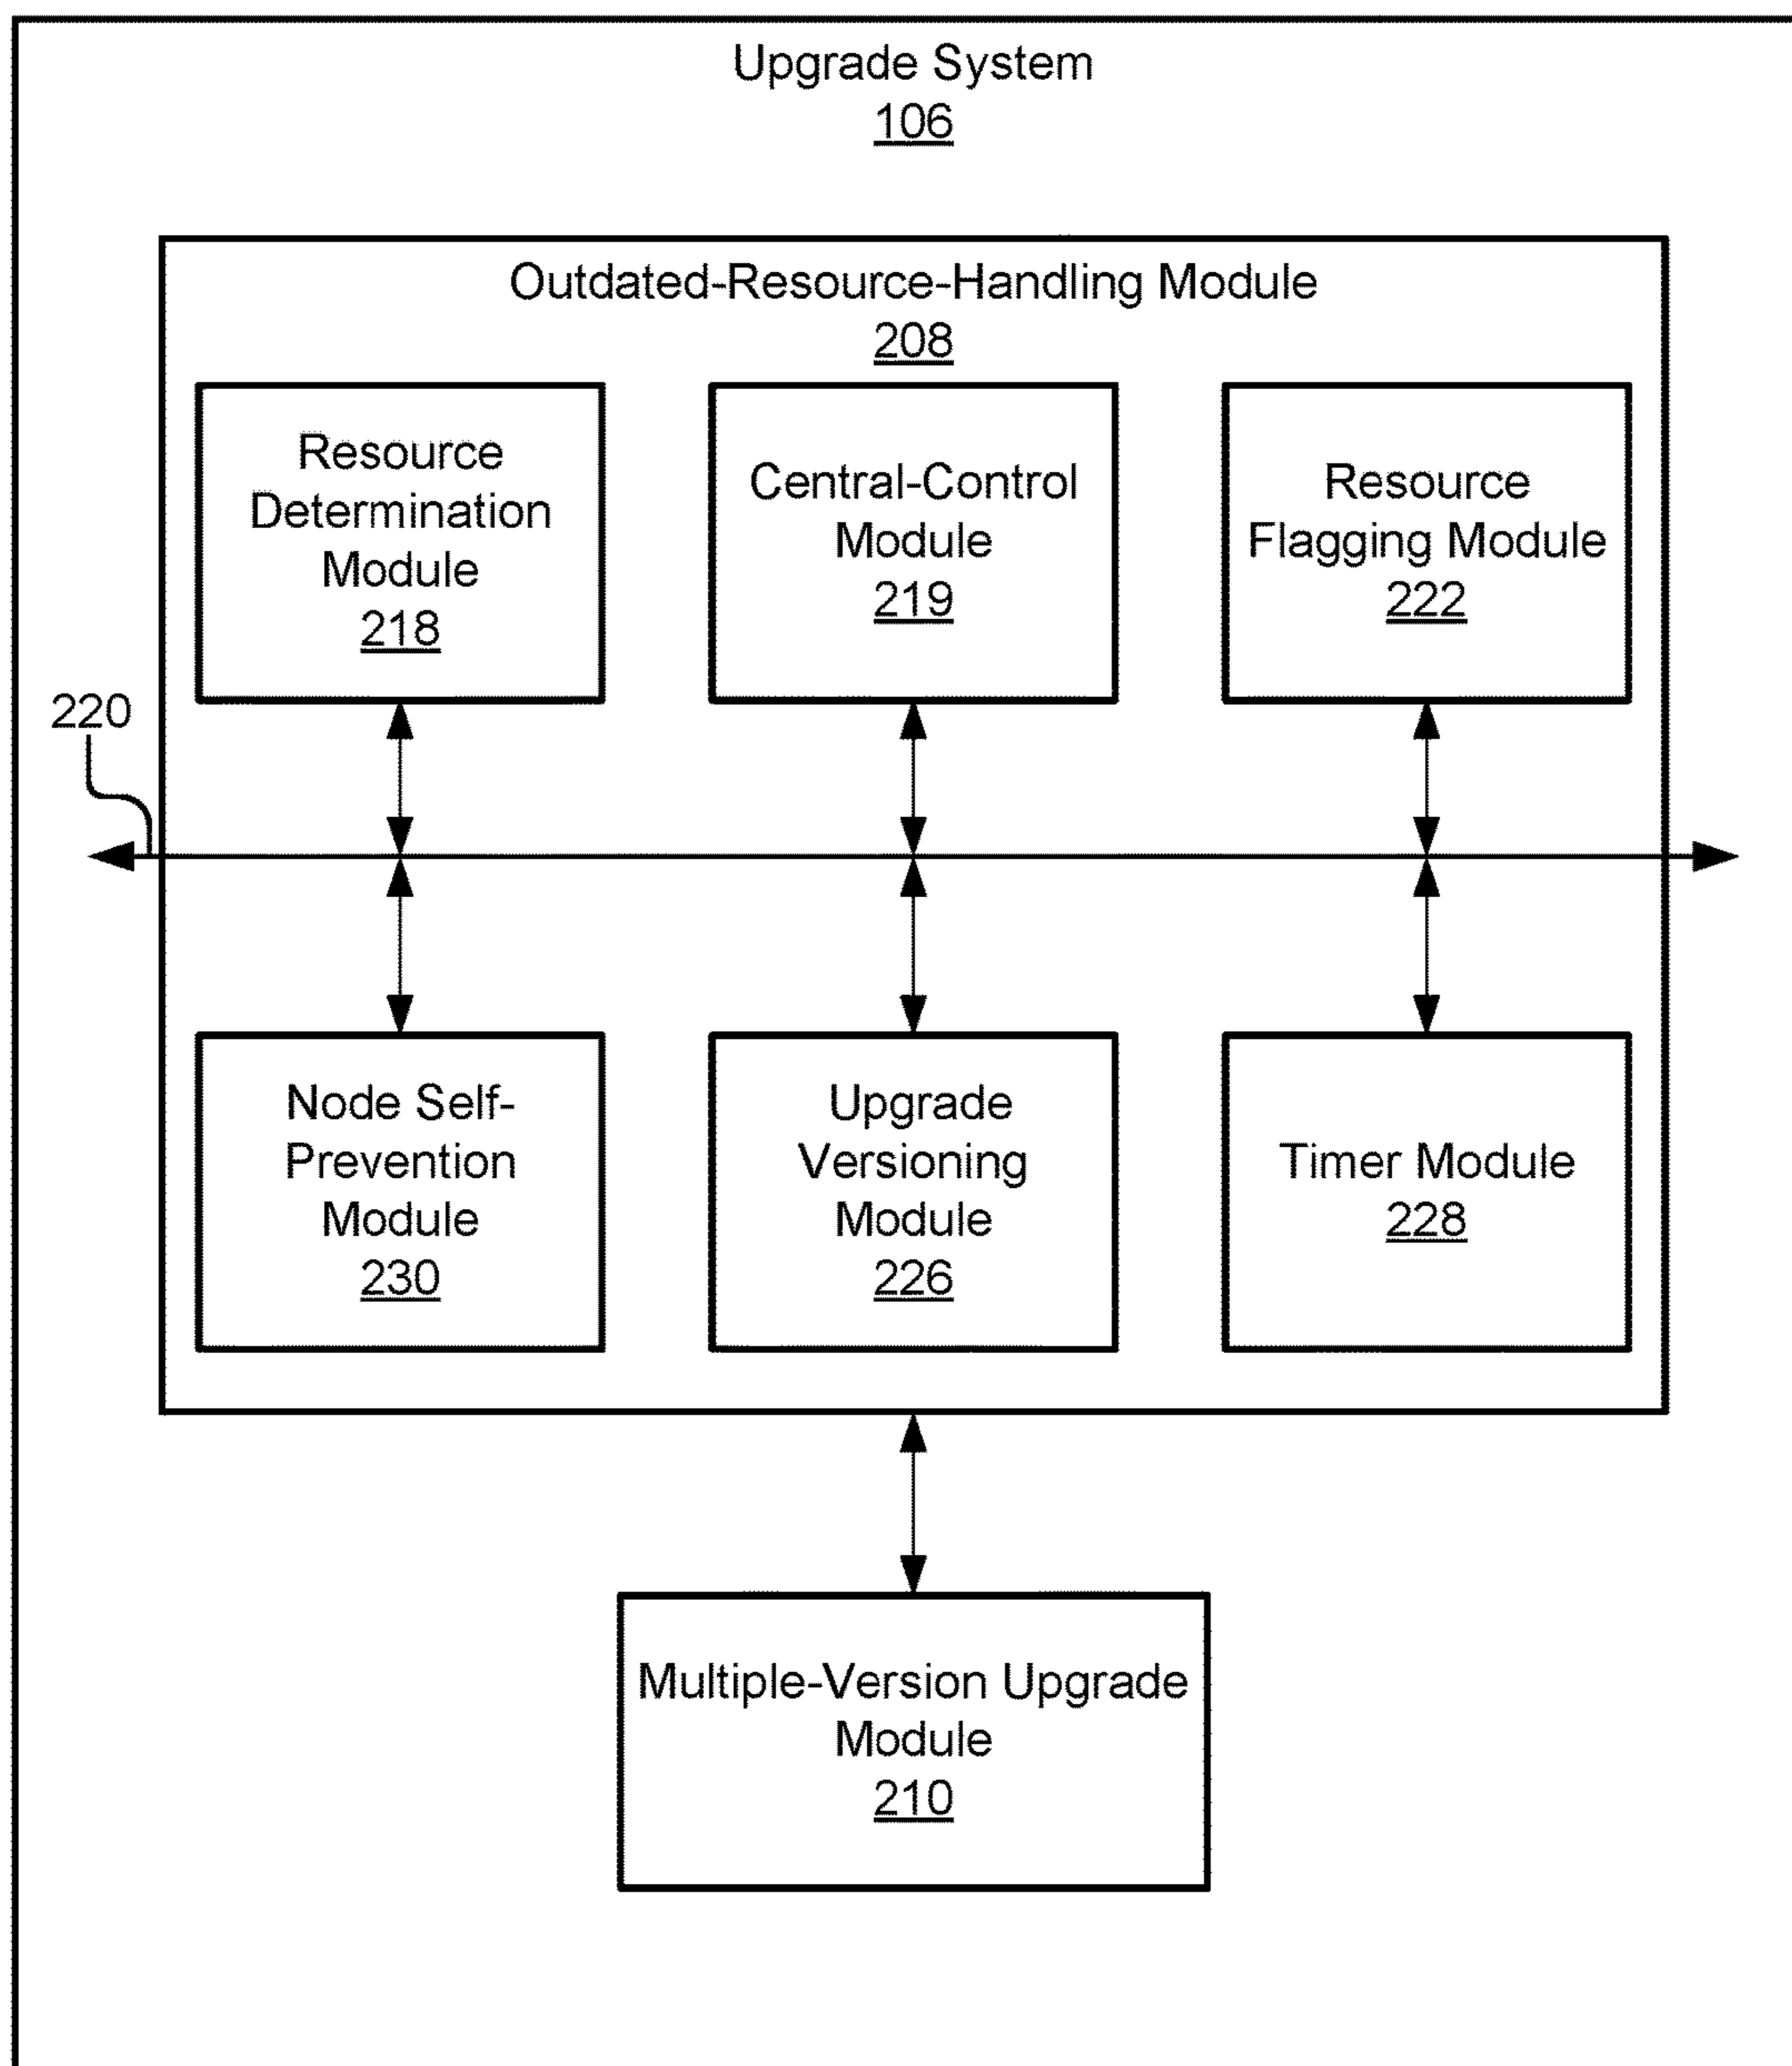 Upgrade System
106
Outdated-Resource-Handling Module
208
Resource
Determination
Module
218
Central-Control
Module
219
Resource
Flagging Module
222
220
Node Self-
Prevention
Module
230
Upgrade
Versioning
Module
226
Timer Module
228
Multiple-Version Upgrade
Module
210